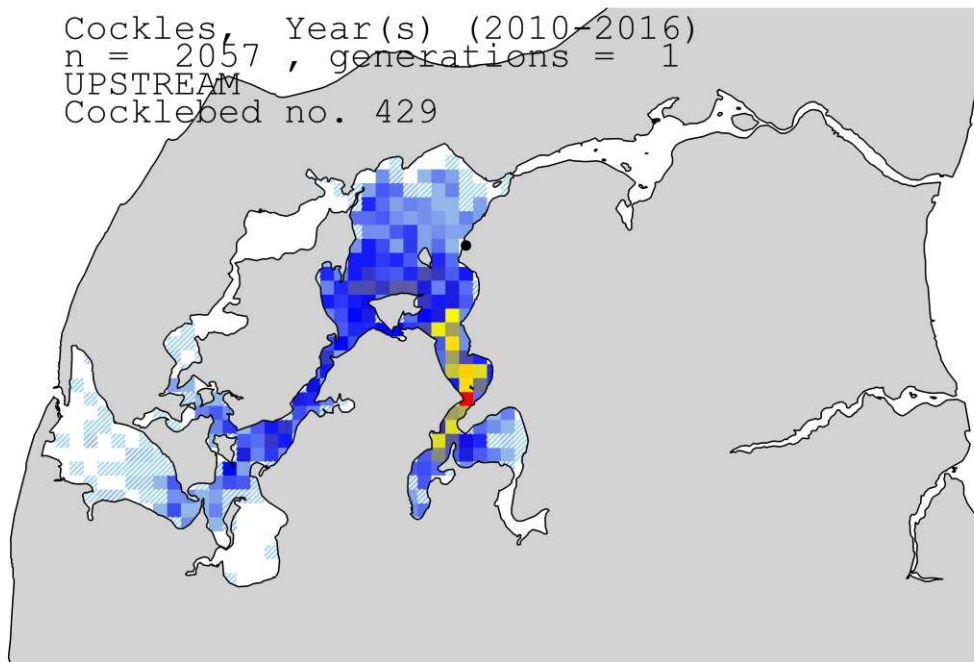 Cockles, Year(s) (2010-2016)
n = 2057 , generations = 1
UPSTREAM
Cocklebed no. 429